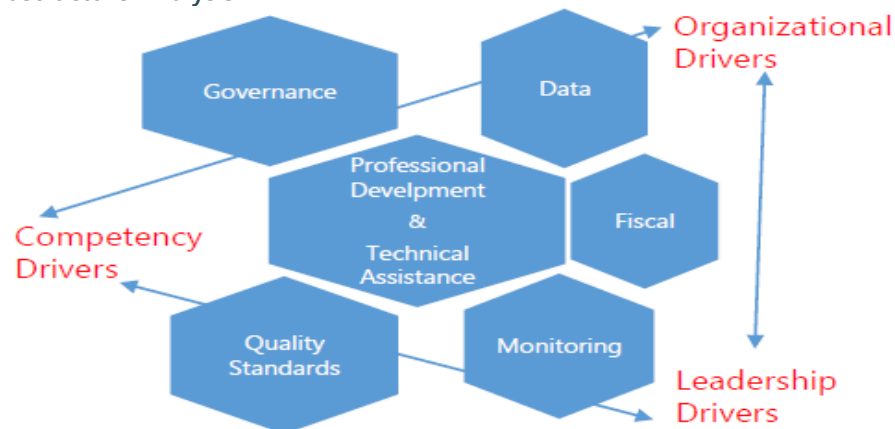 Organizational
Drivers
Governance
Data
Professional
Develpment
&
Technical
Assistance
Fiscal
Competency
Drivers
Quality
Standards
Monitoring
Leadership
Drivers